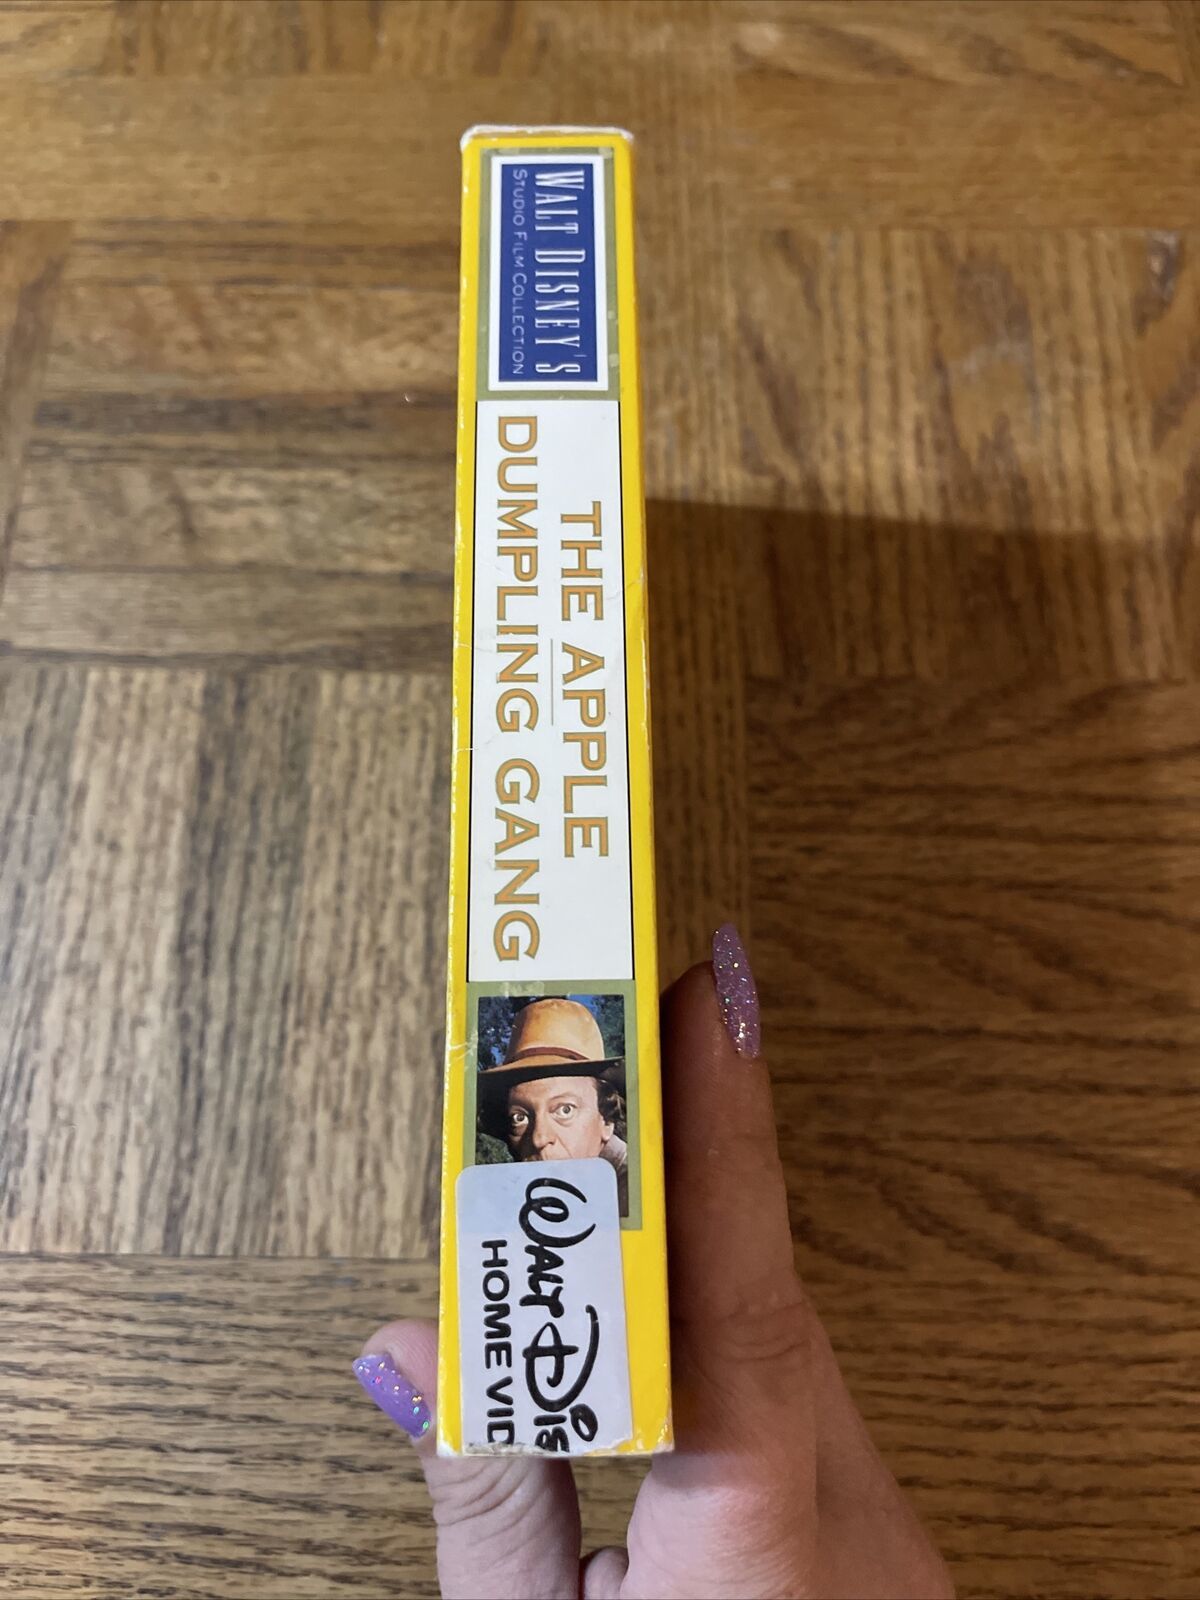 WALT DISNEY'S
STUDIO FILM COLLECTION
THE APPLE
DUMPLING GANG
WALT DIS
HOME VID